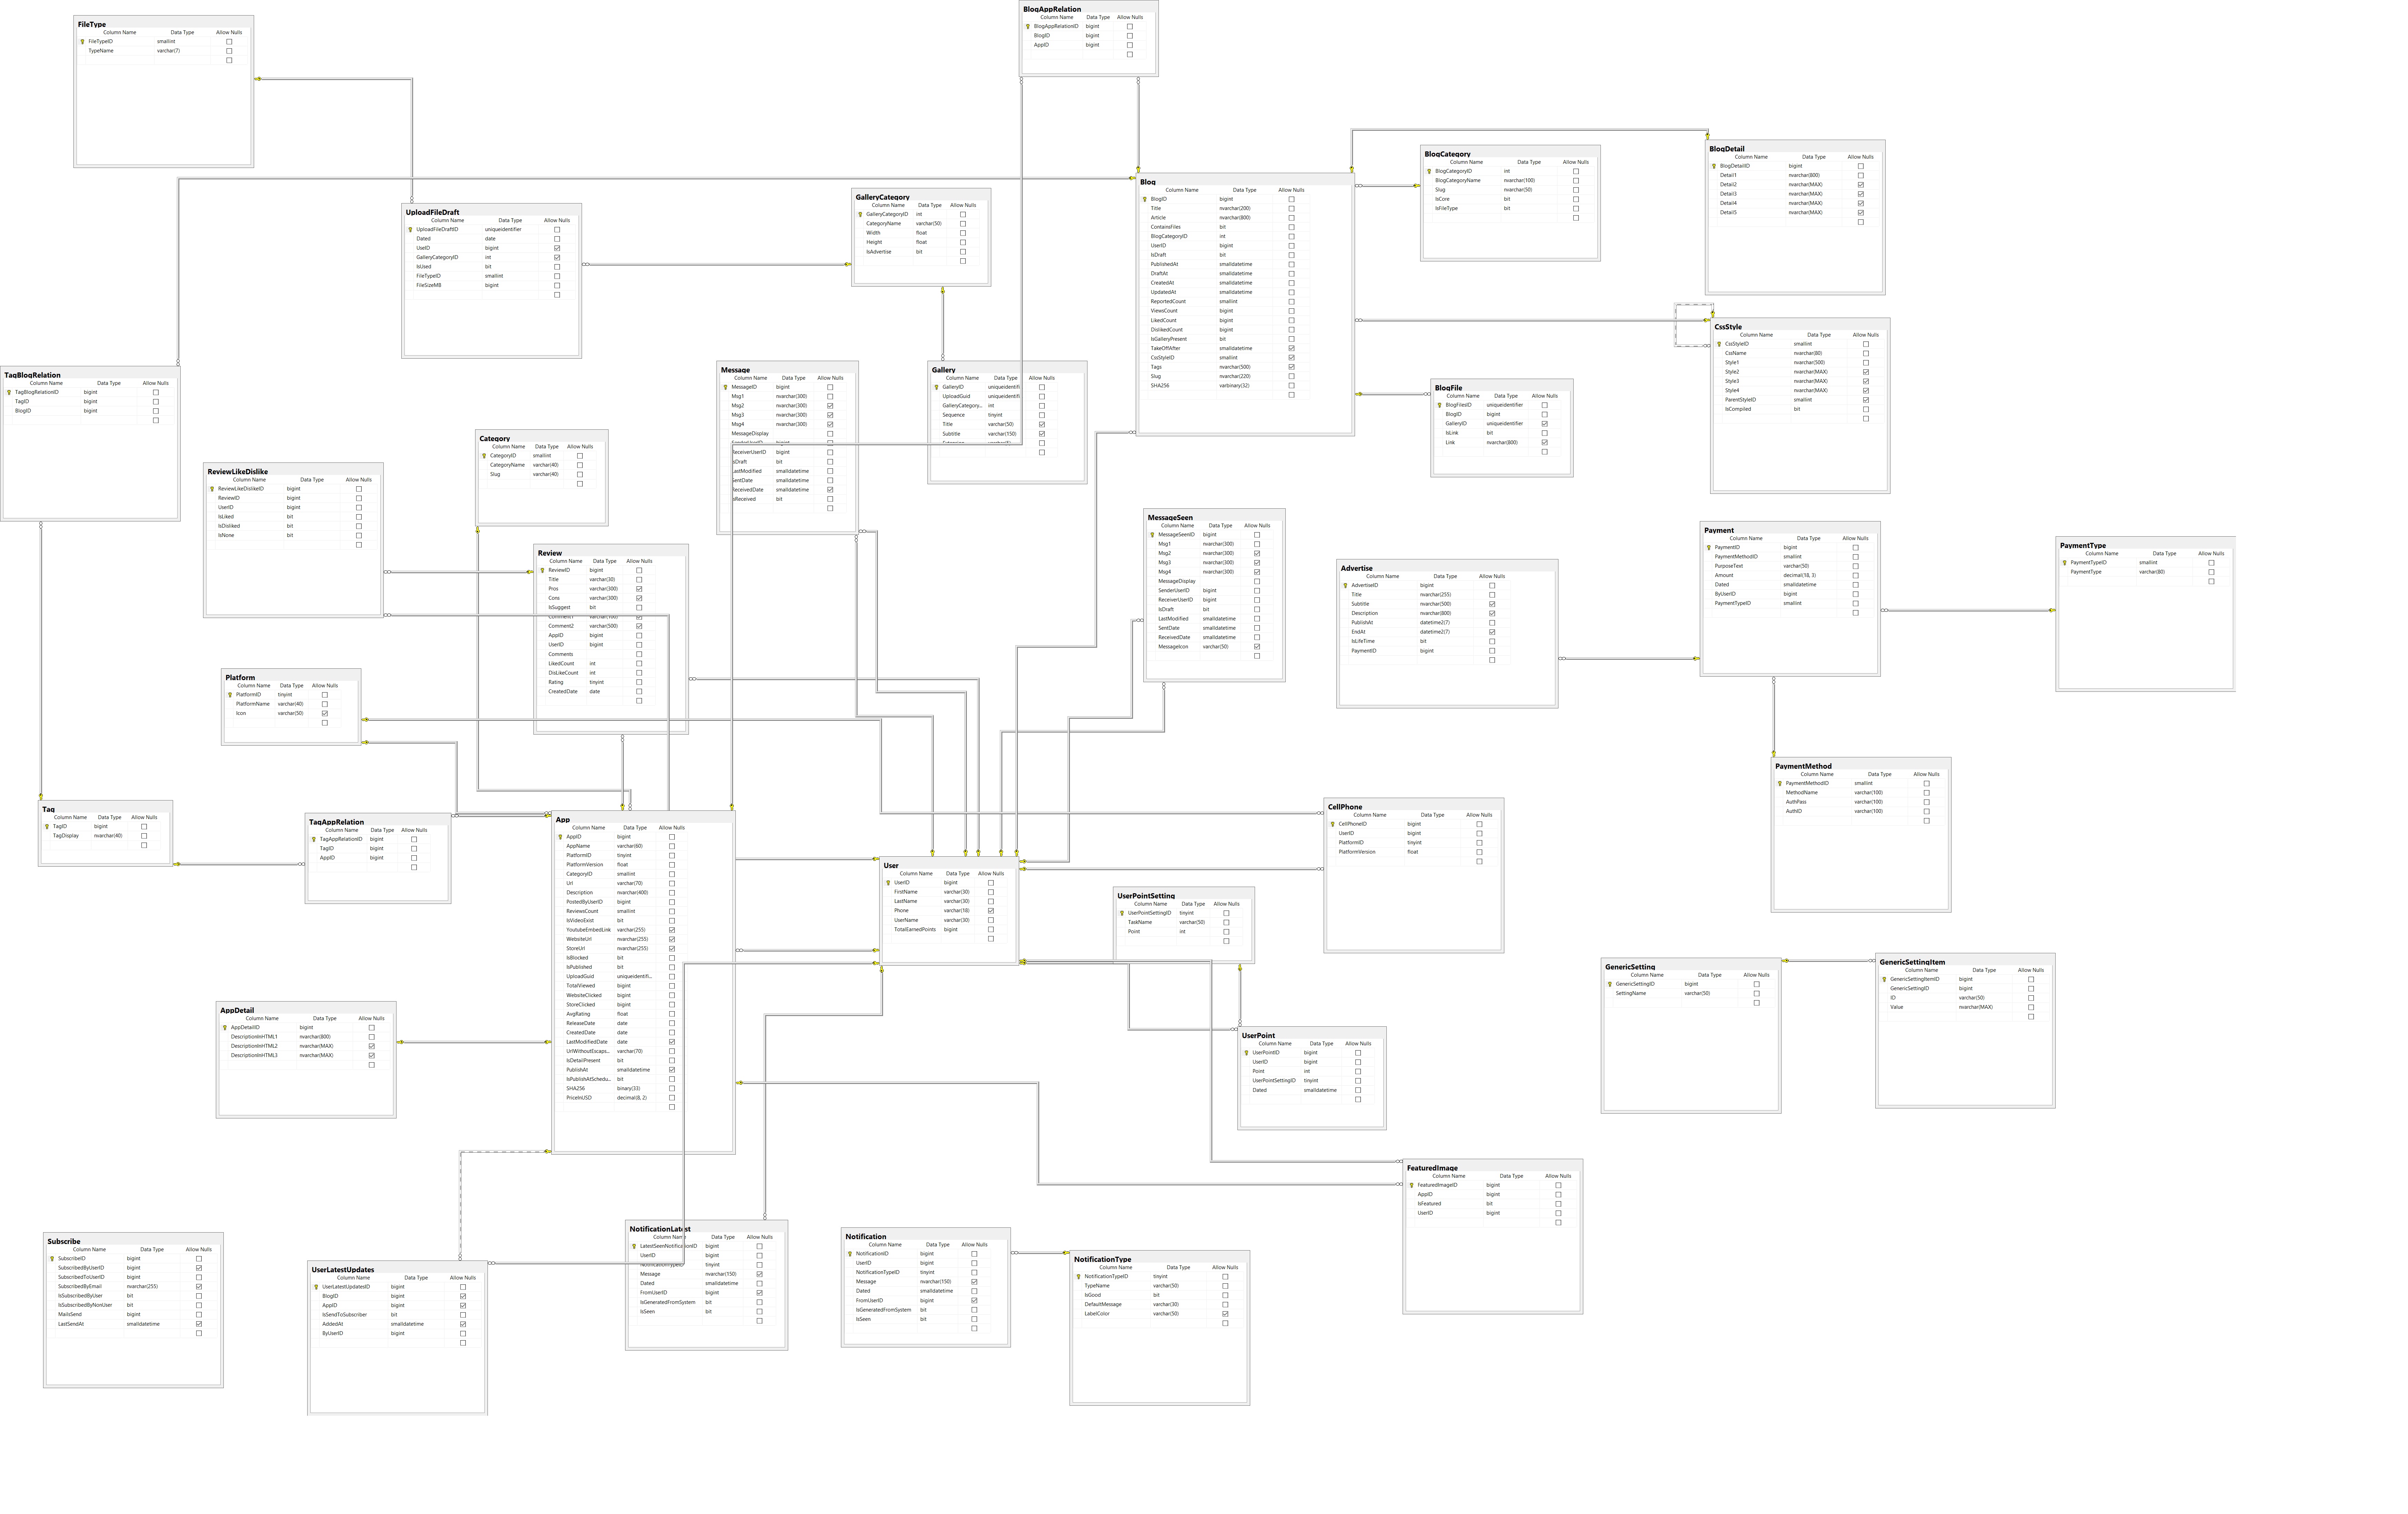 FileType
Column Name Data Type Allow Nulls
FileTypeID smallint
TypeName varchar(7)
BlogAppRelation
Column Name Data Type Allow Nulls
BlogAppRelationID bigint
BlogID bigint
AppID bigint
BlogDetail
Column Name Data Type Allow Nulls
BlogDetailID bigint
Detail1 nvarchar(800)
Detail2 nvarchar(MAX)
Detail3 nvarchar(MAX)
Detail4 nvarchar(MAX)
Detail5 nvarchar(MAX)
BlogCategory
Column Name Data Type Allow Nulls
BlogCategoryID int
BlogCategoryName nvarchar(100)
Slug nvarchar(50)
IsCore bit
IsFileType bit
Blog
Column Name Data Type Allow Nulls
BlogID bigint
Title nvarchar(200)
Article nvarchar(800)
ContainsFiles bit
BlogCategoryID int
UserID bigint
IsDraft bit
PublishedAt smalldatetime
DraftAt smalldatetime
CreatedAt smalldatetime
UpdatedAt smalldatetime
ReportedCount smallint
ViewsCount bigint
LikedCount bigint
DislikedCount bigint
IsGalleryPresent bit
TakeOffAfter smalldatetime
CssStyleID smallint
Tags nvarchar(500)
Slug nvarchar(220)
SHA256 varbinary(32)
GalleryCategory
Column Name Data Type Allow Nulls
GalleryCategoryID int
CategoryName varchar(50)
Width float
Height float
IsAdvertise bit
UploadFileDraft
Column Name Data Type Allow Nulls
UploadFileDraftID uniqueidentifier
Dated date
UseID bigint
GalleryCategoryID int
IsUsed bit
FileTypeID smallint
FileSizeMB bigint
CssStyle
Column Name Data Type Allow Nulls
CssStyleID smallint
CssName nvarchar(80)
Style1 nvarchar(500)
Style2 nvarchar(MAX)
Style3 nvarchar(MAX)
Style4 nvarchar(MAX)
ParentStyleID smallint
IsCompiled bit
TagBlogRelation
Column Name Data Type Allow Nulls
TagBlogRelationID bigint
TagID bigint
BlogID bigint
Message
Column Name Data Type Allow Nulls
MessageID bigint
Msg1 nvarchar(300)
Msg2 nvarchar(300)
Msg3 nvarchar(300)
Msg4 nvarchar(300)
MessageDisplay
bigint
eceiverUserID bigint
sDraft bit
astModified smalldatetime
entDate smalldatetime
eceivedDate smalldatetime
sReceived bit
Gallery
Column Name Data Type Allow Nulls
GalleryID uniqueidentifi
UploadGuid uniqueidentifi
GalleryCategory... int
Sequence tinyint
Title varchar(50)
Subtitle varchar(150)
BlogFile
Column Name Data Type Allow Nulls
BlogFilesID uniqueidentifier
BlogID bigint
GalleryID uniqueidentifier
IsLink bit
Link nvarchar(800)
Category
Column Name Data Type Allow Nulls
CategoryID smallint
CategoryName varchar(40)
Slug varchar(40)
ReviewLikeDislike
Column Name Data Type Allow Nulls
ReviewLikeDislikeID bigint
ReviewID bigint
UserID bigint
IsLiked bit
IsDisliked bit
IsNone bit
MessageSeen
Column Name Data Type Allow Nulls
MessageSeenID bigint
Msg1 nvarchar(300)
Msg2 nvarchar(300)
Msg3 nvarchar(300)
Msg4 nvarchar(300)
MessageDisplay
SenderUserID bigint
ReceiverUserID bigint
IsDraft bit
LastModified smalldatetime
SentDate smalldatetime
ReceivedDate smalldatetime
MessageIcon varchar(50)
Payment
Column Name Data Type Allow Nulls
PaymentID bigint
PaymentMethodID smallint
PurposeText varchar(50)
Amount decimal(18, 3)
Dated smalldatetime
ByUserID bigint
PaymentTypeID smallint
PaymentType
Column Name Data Type Allow Nulls
PaymentTypeID smallint
PaymentType varchar(80)
Review
Column Name Data Type Allow Nulls
ReviewID bigint
Title varchar(30)
Pros varchar(300)
Cons varchar(300)
IsSuggest bit
Comment1 varchar(100)
Comment2 varchar(500)
AppID bigint
UserID bigint
Comments
LikedCount int
DisLikeCount int
Rating tinyint
CreatedDate date
Advertise
Column Name Data Type Allow Nulls
AdvertiseID bigint
Title nvarchar(255)
Subtitle nvarchar(500)
Description nvarchar(800)
PublishAt datetime2(7)
EndAt datetime2(7)
IsLifeTime bit
PaymentID bigint
Platform
Column Name Data Type Allow Nulls
PlatformID tinyint
PlatformName varchar(40)
Icon varchar(50)
PaymentMethod
Column Name Data Type Allow Nulls
PaymentMethodID smallint
MethodName varchar(100)
AuthPass varchar(100)
AuthID varchar(100)
Tag
Column Name Data Type Allow Nulls
TagID bigint
TagDisplay nvarchar(40)
TagAppRelation
Column Name Data Type Allow Nulls
TagAppRelationID bigint
TagID bigint
AppID bigint
App
Column Name Data Type Allow Nulls
AppID bigint
AppName varchar(60)
PlatformID tinyint
PlatformVersion float
CategoryID smallint
Url varchar(70)
Description nvarchar(400)
PostedByUserID bigint
ReviewsCount smallint
IsVideoExist bit
YoutubeEmbedLink varchar(255)
WebsiteUrl nvarchar(255)
StoreUrl nvarchar(255)
IsBlocked bit
IsPublished bit
UploadGuid uniqueidentifi...
TotalViewed bigint
WebsiteClicked bigint
StoreClicked bigint
AvgRating float
ReleaseDate date
CreatedDate date
LastModifiedDate date
UrlWithoutEscaps... varchar(70)
IsDetailPresent bit
PublishAt smalldatetime
IsPublishAtSchedu... bit
SHA256 binary(33)
PriceInUSD decimal(8, 2)
CellPhone
Column Name Data Type Allow Nulls
CellPhoneID bigint
UserID bigint
PlatformID tinyint
PlatformVersion float
User
Column Name Data Type Allow Nulls
UserID bigint
FirstName varchar(30)
LastName varchar(30)
Phone varchar(18)
UserName varchar(30)
TotalEarnedPoints bigint
UserPointSetting
Column Name Data Type Allow Nulls
UserPointSettingID tinyint
TaskName varchar(50)
Point int
GenericSetting
Column Name Data Type Allow Nulls
GenericSettingID bigint
SettingName varchar(50)
GenericSettingItem
Column Name Data Type Allow Nulls
GenericSettingItemID bigint
GenericSettingID bigint
ID varchar(50)
Value nvarchar(MAX)
AppDetail
Column Name Data Type Allow Nulls
AppDetailID bigint
DescriptionInHTML1 nvarchar(800)
DescriptionInHTML2 nvarchar(MAX)
DescriptionInHTML3 nvarchar(MAX)
UserPoint
Column Name Data Type Allow Nulls
UserPointID bigint
UserID bigint
Point int
UserPointSettingID tinyint
Dated smalldatetime
FeaturedImage
Column Name Data Type Allow Nulls
FeaturedImageID bigint
AppID bigint
IsFeatured bit
UserID bigint
Subscribe
Column Name Data Type Allow Nulls
SubscribeID bigint
SubscribedByUserID bigint
SubscribedToUserID bigint
SubscribedByEmail nvarchar(255)
IsSubscribedByUser bit
IsSubscribedByNonUser bit
MailsSend bigint
LastSendAt smalldatetime
UserLatestUpdates
Column Name Data Type Allow Nulls
UserLatestUpdatesID bigint
BlogID bigint
AppID bigint
IsSendToSubscriber bit
AddedAt smalldatetime
ByUserID bigint
NotificationLatest
Column Name Data Type Allow Nulls
LatestSeenNotificationID bigint
UserID bigint
NotificationTypeID tinyint
Message nvarchar(150)
Dated smalldatetime
FromUserID bigint
IsGeneratedFromSystem bit
IsSeen bit
Notification
Column Name Data Type Allow Nulls
NotificationID bigint
UserID bigint
NotificationTypeID tinyint
Message nvarchar(150)
Dated smalldatetime
FromUserID bigint
IsGeneratedFromSystem bit
IsSeen bit
NotificationType
Column Name Data Type Allow Nulls
NotificationTypeID tinyint
TypeName varchar(50)
IsGood bit
DefaultMessage varchar(30)
LabelColor varchar(50)